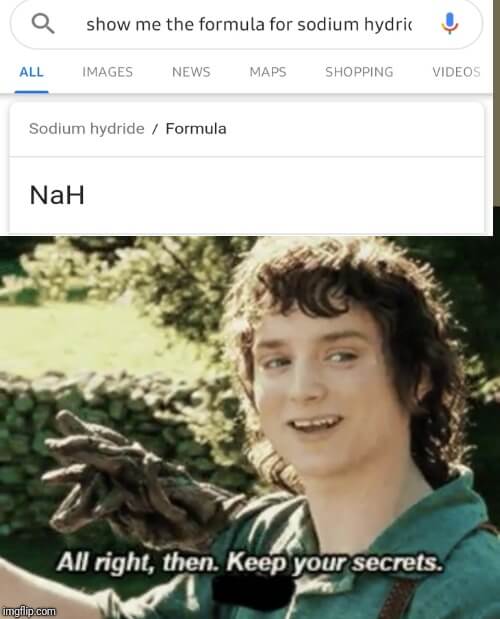 show me the formula for sodium hydri
ALL IMAGES NEWS MAPS SHOPPING VIDEOS
Sodium hydride / Formula
NaH
All right, then. Keep your secrets.
imgflip.com